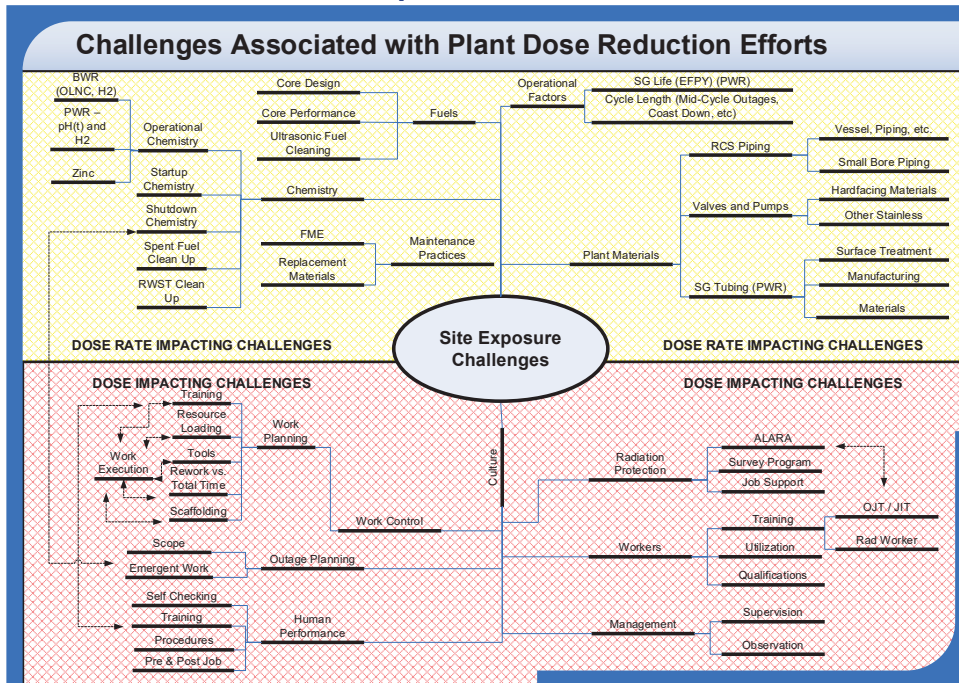 Challenges Associated with Plant Dose Reduction Efforts
BWR
(OLNC, H2)
PWR –
pH(t) and
H2
Zinc
Operational
Chemistry
Startup
Chemistry
Shutdown
Chemistry
Spent Fuel
Clean Up
RWST Clean
Up
Core Design
Core Performance
Ultrasonic Fuel
Cleaning
Fuels
Chemistry
FME
Replacement
Materials
Maintenance
Practices
Operational
Factors
SG Life (EFPY) (PWR)
Cycle Length (Mid-Cycle Outages,
Coast Down, etc)
Plant Materials
RCS Piping
Vessel, Piping, etc.
Small Bore Piping
Valves and Pumps
Hardfacing Materials
Other Stainless
SG Tubing (PWR)
Surface Treatment
Manufacturing
Materials
DOSE RATE IMPACTING CHALLENGES
Site Exposure
Challenges
DOSE RATE IMPACTING CHALLENGES
DOSE IMPACTING CHALLENGES
DOSE IMPACTING CHALLENGES
Training
Resource
Loading
Tools
Rework vs.
Total Time
Scaffolding
Work
Execution
Work
Planning
Work Control
Scope
Emergent Work
Outage Planning
Self Checking
Training
Procedures
Pre & Post Job
Human
Performance
Culture
Radiation
Protection
ALARA
Survey Program
Job Support
Workers
Training
Utilization
Qualifications
OJT / JIT
Rad Worker
Management
Supervision
Observation